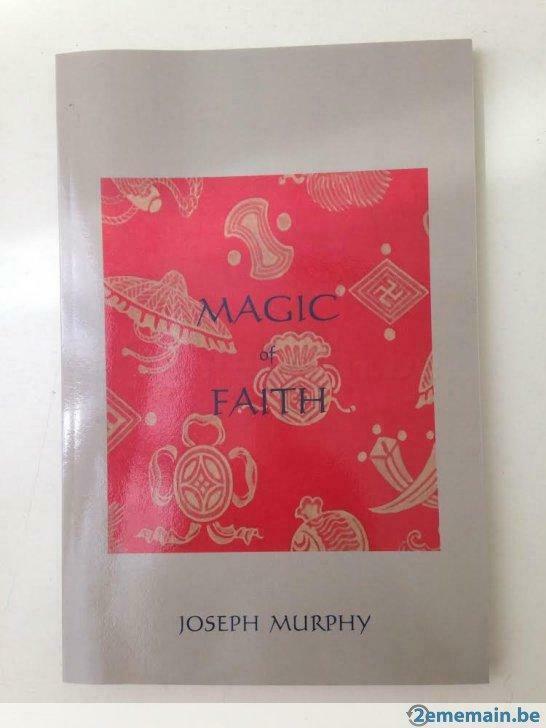 MAGIC
of
FAITH
JOSEPH MURPHY
2ememain.be